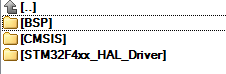 [..]
[BSP]
[CMSIS]
[STM32F4xx_HAL_Driver]